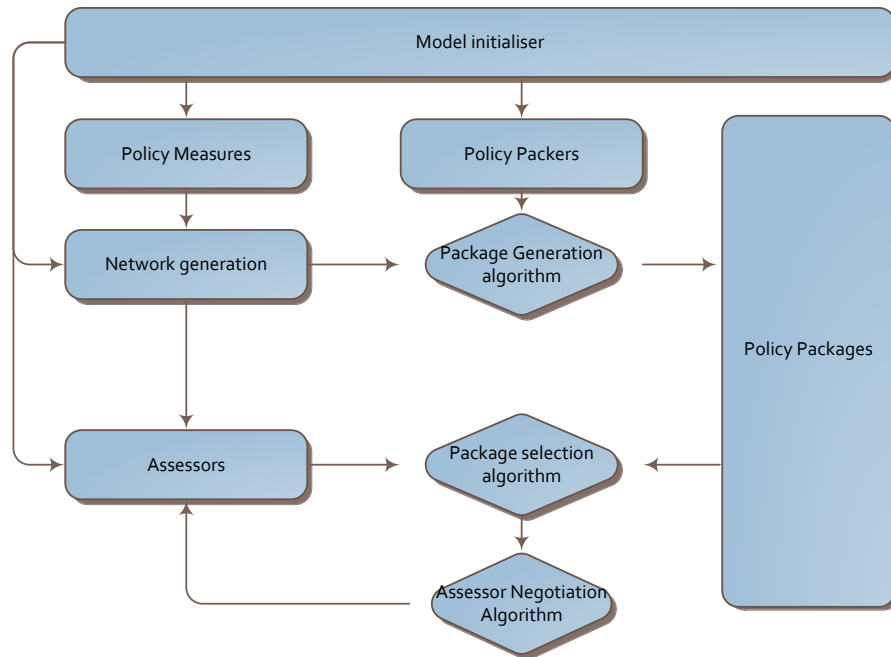 Model initialiser
Policy Measures
Policy Packers
Network generation
Package Generation
algorithm
Policy Packages
Assessors
Package selection
algorithm
Assessor Negotiation
Algorithm